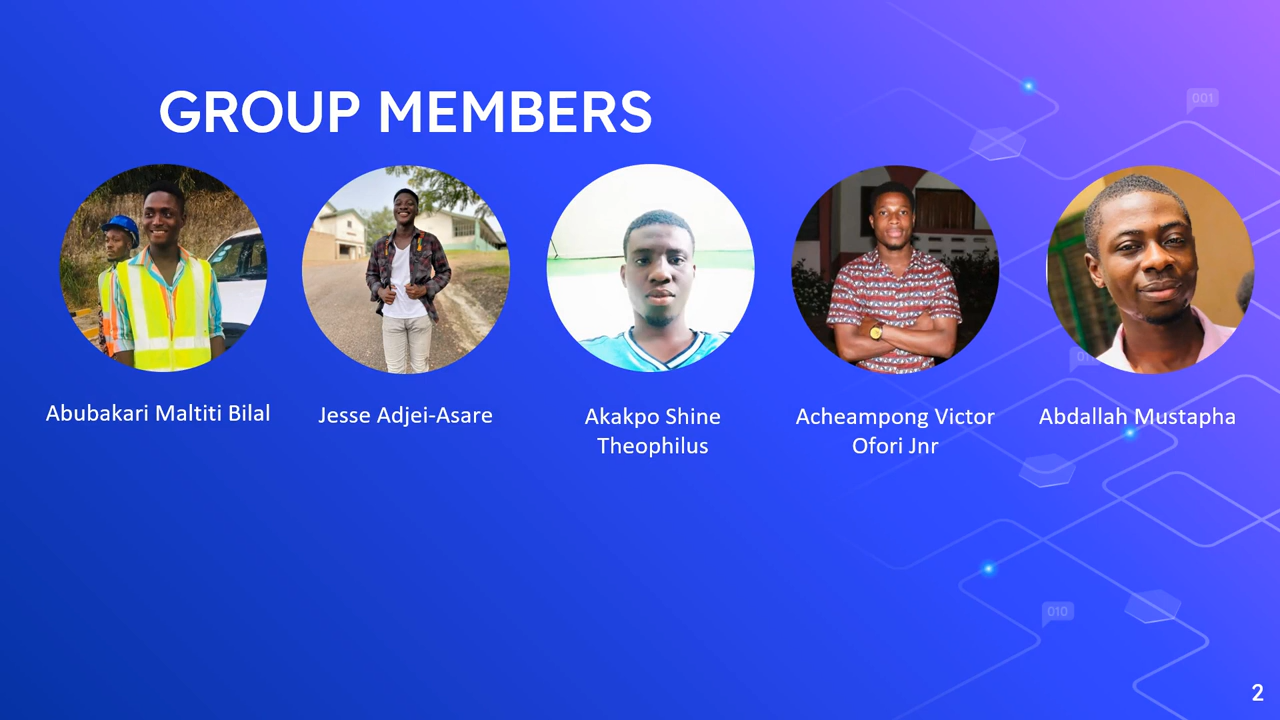 GROUP MEMBERS
Abubakari Maltiti Bilal
Jesse Adjei-Asare
Akakpo Shine
Theophilus
Acheampong Victor
Ofori Jnr
Abdallah Mustapha
001
010
2